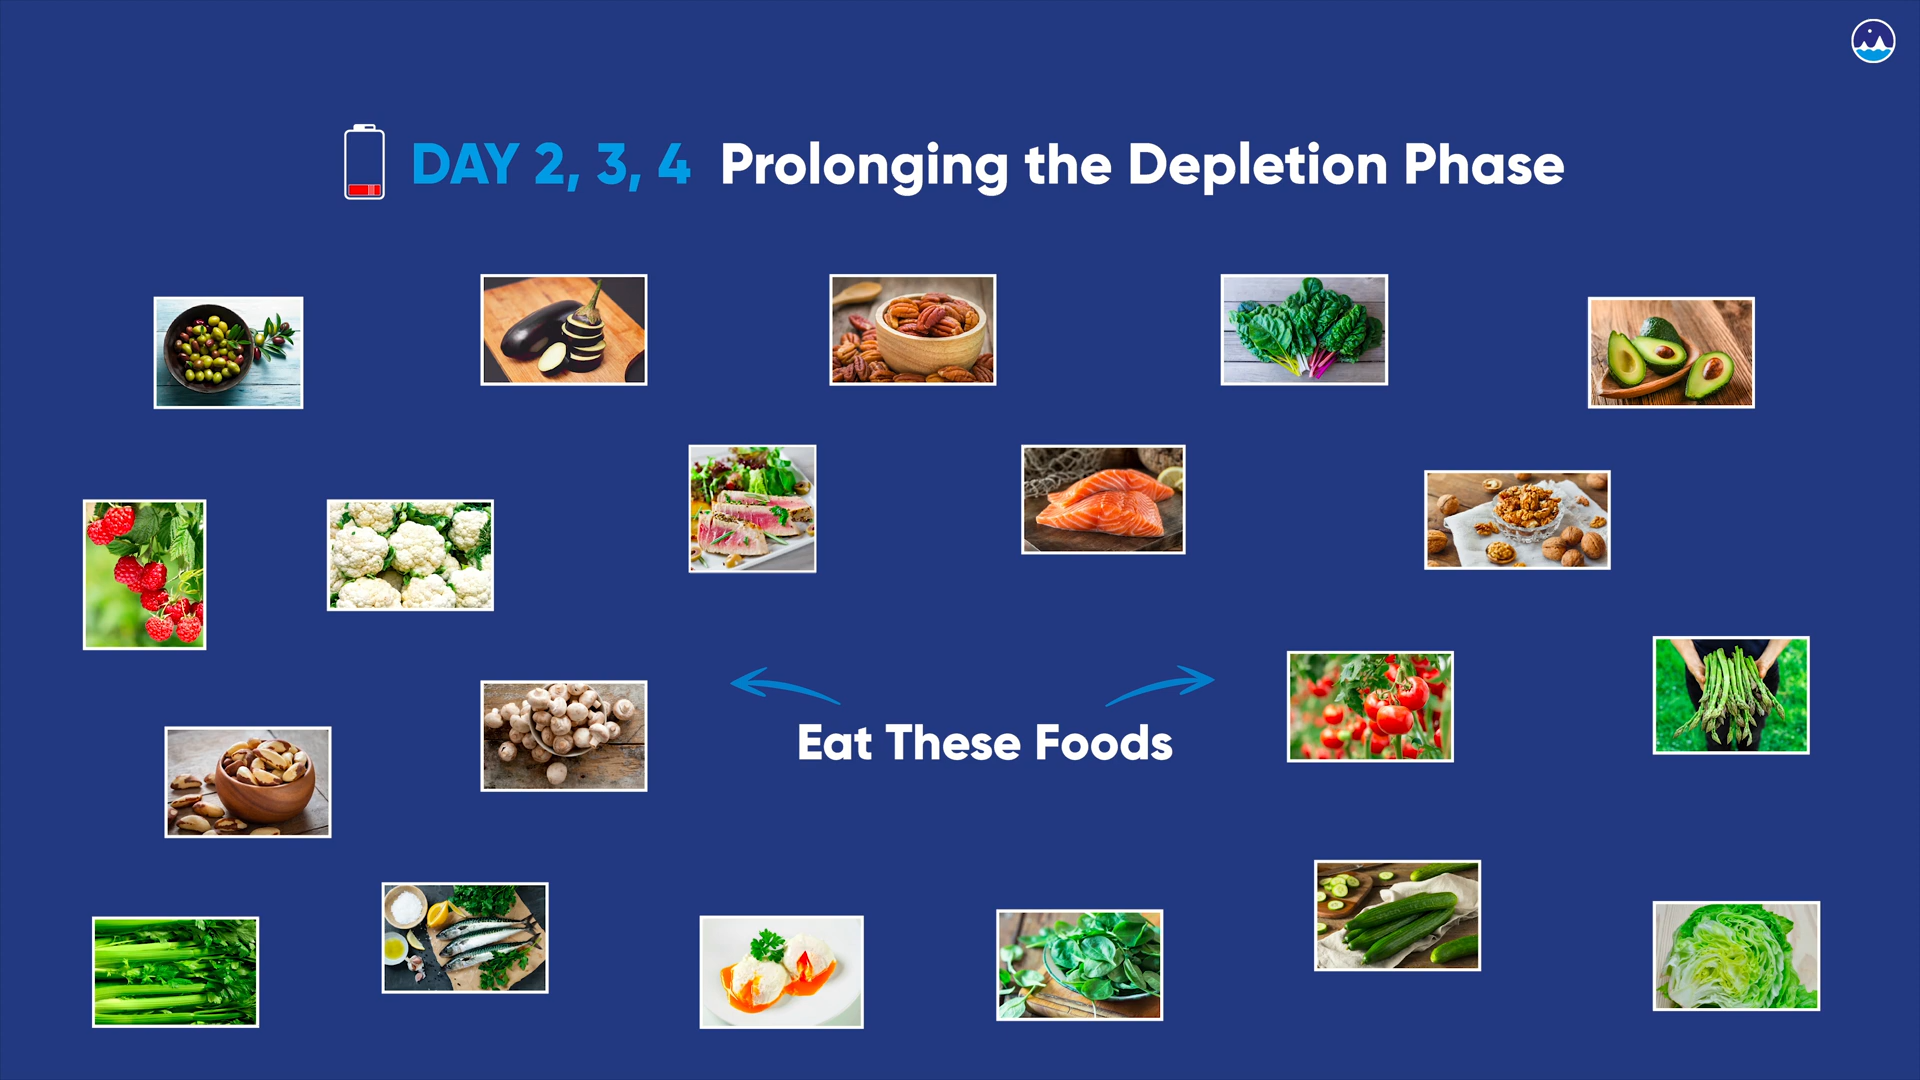 DAY 2, 3, 4 Prolonging the Depletion Phase
Eat These Foods